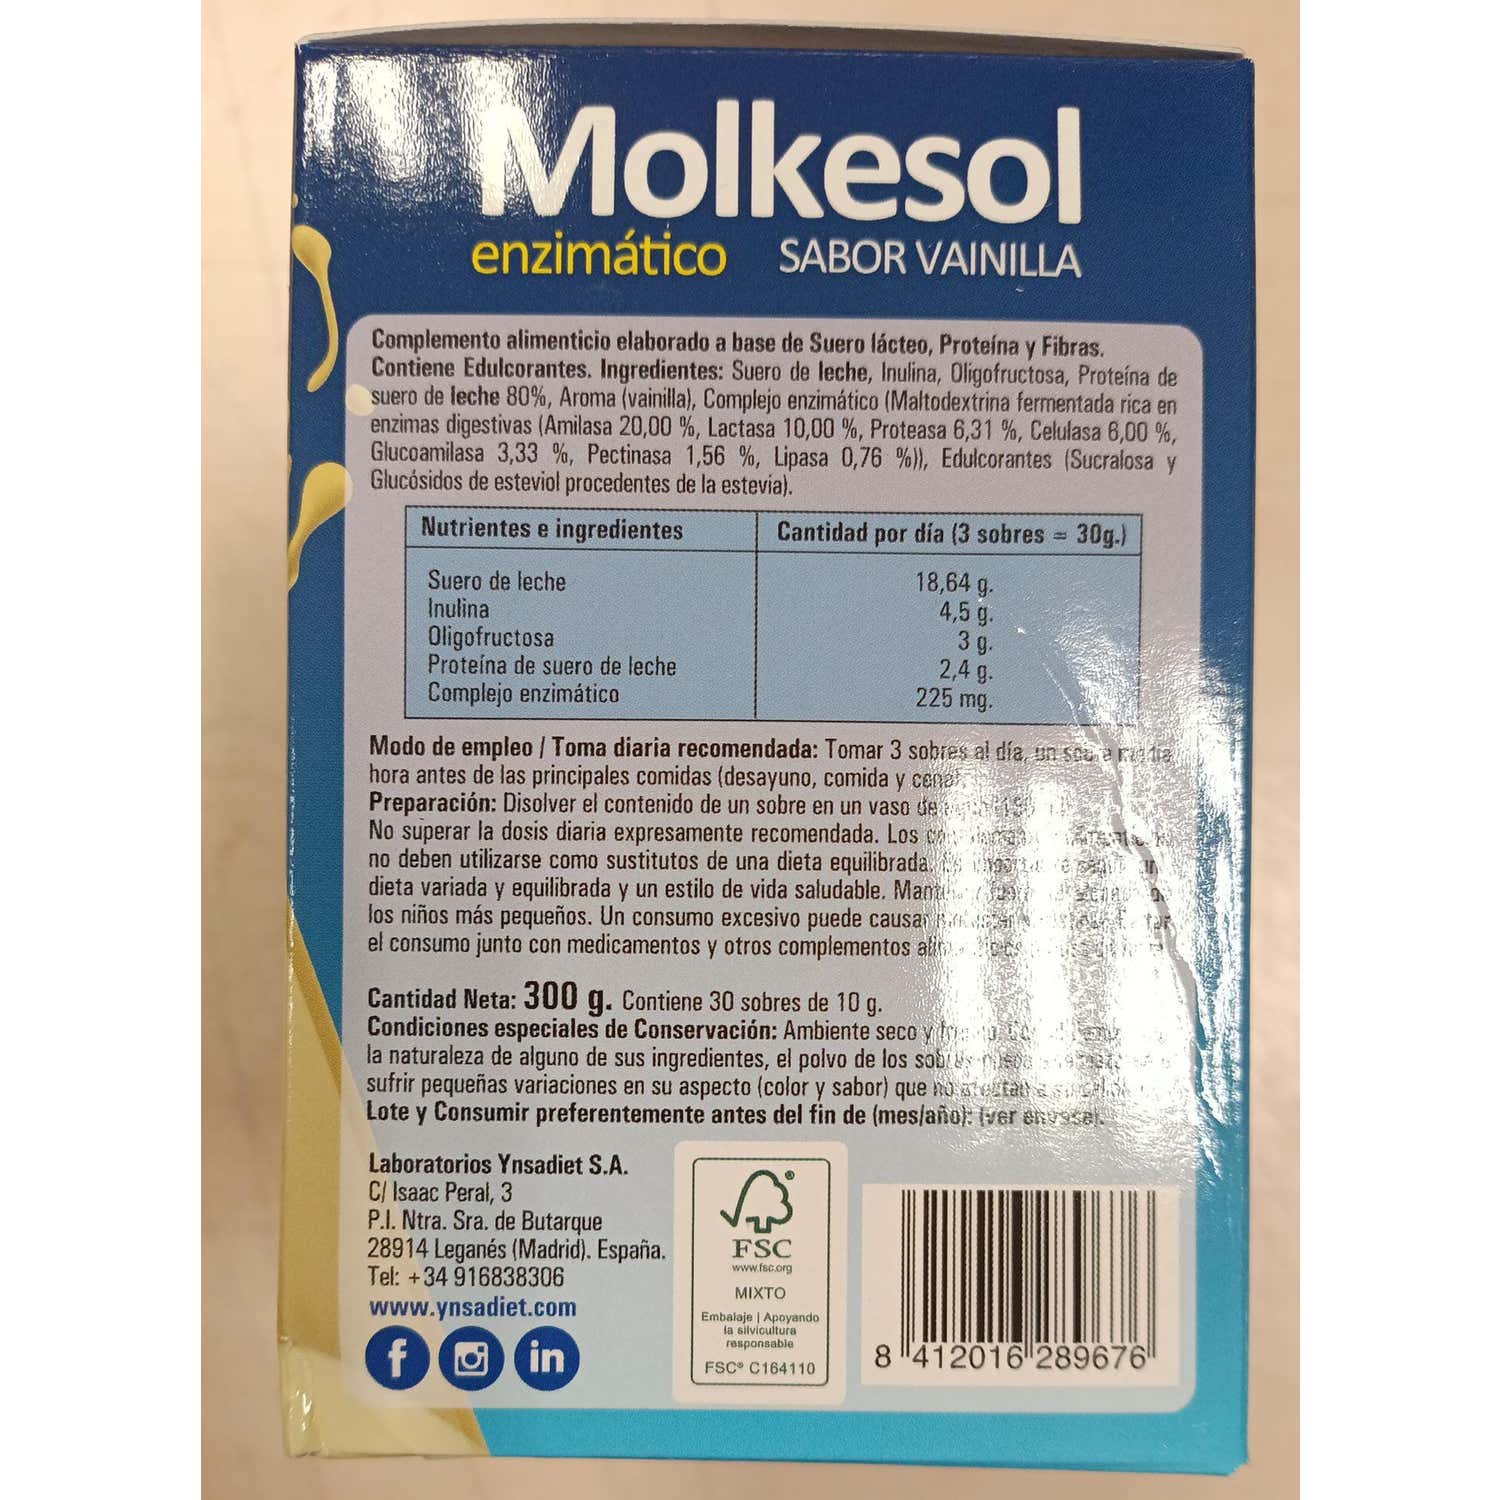 Molkesol
enzimático SABOR VAINILLA
Complemento alimenticio elaborado a base de Suero lácteo, Proteína y Fibras.
Contiene Edulcorantes. Ingredientes: Suero de leche, Inulina, Oligofructosa, Proteína de
suero de leche 80%, Aroma (vainilla), Complejo enzimático (Maltodextrina fermentada rica en
enzimas digestivas (Amilasa 20,00 %, Lactasa 10,00 %, Proteasa 6,31 %, Celulasa 6,00 %,
Glucoamilasa 3,33 %, Pectinasa 1,56 %, Lipasa 0,76 %)), Edulcorantes (Sucralosa y
Glucósidos de esteviol procedentes de la estevia).
Nutrientes e ingredientes Cantidad por día (3 sobres = 30g.)
Suero de leche 18,64 g.
Inulina 4,5 g.
Oligofructosa 3 g.
Proteína de suero de leche 2,4 g.
Complejo enzimático 225 mg.
Modo de empleo / Toma diaria recomendada: Tomar 3 sobres al día, un sobre media
hora antes de las principales comidas (desayuno, comida y cena).
Preparación: Disolver el contenido de un sobre en un vaso de
No superar la dosis diaria expresamente recomendada. Los
no deben utilizarse como sustitutos de una dieta equilibrada.
dieta variada y equilibrada y un estilo de vida saludable.
los niños más pequeños. Un consumo excesivo puede causar
el consumo junto con medicamentos y otros complementos
Cantidad Neta: 300 g. Contiene 30 sobres de 10 g.
Condiciones especiales de Conservación: Ambiente seco y
la naturaleza de alguno de sus ingredientes, el polvo de los sobres
sufrir pequeñas variaciones en su aspecto (color y sabor) que no afectan a
Lote y Consumir preferentemente antes del fin de (mes/año): (ver envase).
Laboratorios Ynsadiet S.A.
C/ Isaac Peral, 3
P.I. Ntra. Sra. de Butarque
28914 Leganés (Madrid). España.
Tel: +34 916838306
www.ynsadiet.com
f in
®
FSC
www.fsc.org
MIXTO
Embalaje | Apoyando
la silvicultura
responsable
FSC® C164110
8 412016 289676